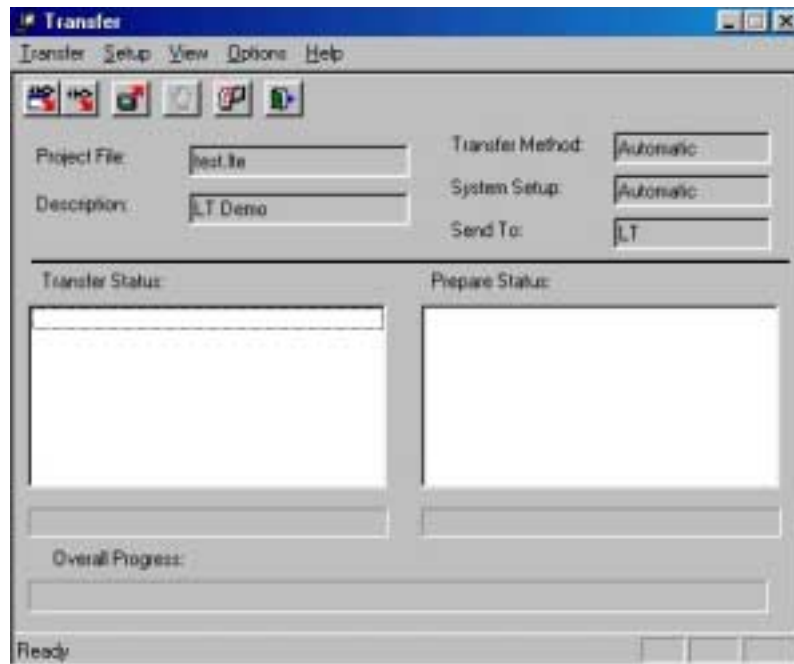 Transfer
Transfer Setup View Options Help
Project File: test.lte
Description: LT Demo
Transfer Method: Automatic
System Setup: Automatic
Send To: LT
Transfer Status:
Prepare Status:
Overall Progress:
Ready